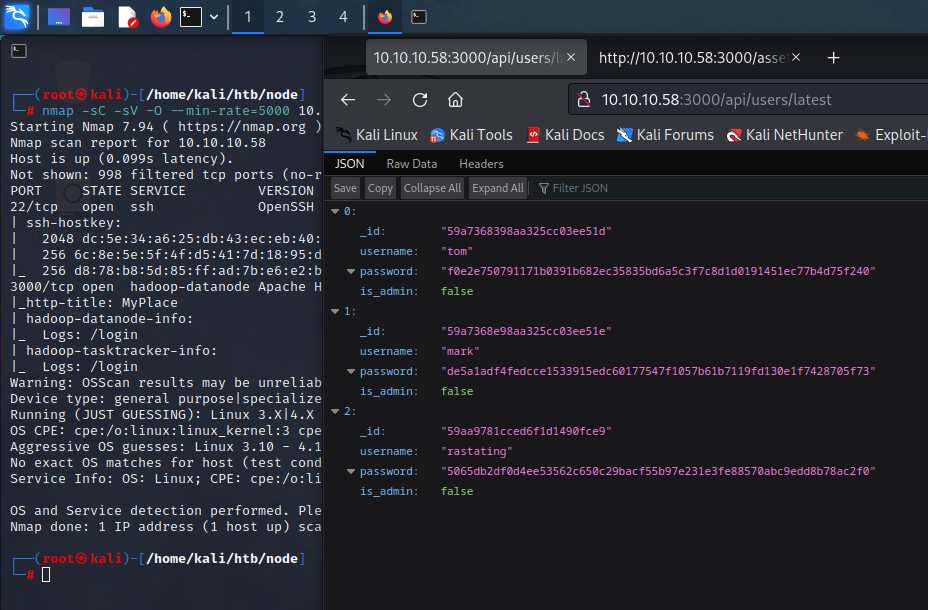 1 2 3 4
┌──(root㉿kali)-[/home/kali/htb/node]
└─# nmap -sC -sV -O --min-rate=5000 10.
Starting Nmap 7.94 ( https://nmap.org )
Nmap scan report for 10.10.10.58
Host is up (0.099s latency).
Not shown: 998 filtered tcp ports (no-r
PORT     STATE SERVICE         VERSION
22/tcp   open  ssh             OpenSSH
| ssh-hostkey:
|   2048 dc:5e:34:a6:25:db:43:ec:eb:40:
|   256 6c:8e:5e:5f:4f:d5:41:7d:18:95:d
|_  256 d8:78:b8:5d:85:ff:ad:7b:e6:e2:b
3000/tcp open  hadoop-datanode Apache H
|_http-title: MyPlace
| hadoop-datanode-info:
|_  Logs: /login
| hadoop-tasktracker-info:
|_  Logs: /login
Warning: OSScan results may be unreliab
Device type: general purpose|specialize
Running (JUST GUESSING): Linux 3.X|4.X
OS CPE: cpe:/o:linux:linux_kernel:3 cpe
Aggressive OS guesses: Linux 3.10 - 4.1
No exact OS matches for host (test cond
Service Info: OS: Linux; CPE: cpe:/o:li
OS and Service detection performed. Ple
Nmap done: 1 IP address (1 host up) sca
┌──(root㉿kali)-[/home/kali/htb/node]
└─#
10.10.10.58:3000/api/users/la × http://10.10.10.58:3000/asse × +
10.10.10.58:3000/api/users/latest
Kali Linux Kali Tools Kali Docs Kali Forums Kali NetHunter Exploit-
JSON Raw Data Headers
Save Copy Collapse All Expand All Filter JSON
0:
_id: "59a7368398aa325cc03ee51d"
username: "tom"
password: "f0e2e750791171b0391b682ec35835bd6a5c3f7c8d1d0191451ec77b4d75f240"
is_admin: false
1:
_id: "59a7368e98aa325cc03ee51e"
username: "mark"
password: "de5a1adf4fedcce1533915edc60177547f1057b61b7119fd130e1f7428705f73"
is_admin: false
2:
_id: "59aa9781cced6f1d1490fce9"
username: "rastating"
password: "5065db2df0d4ee53562c650c29bacf55b97e231e3fe88570abc9edd8b78ac2f0"
is_admin: false